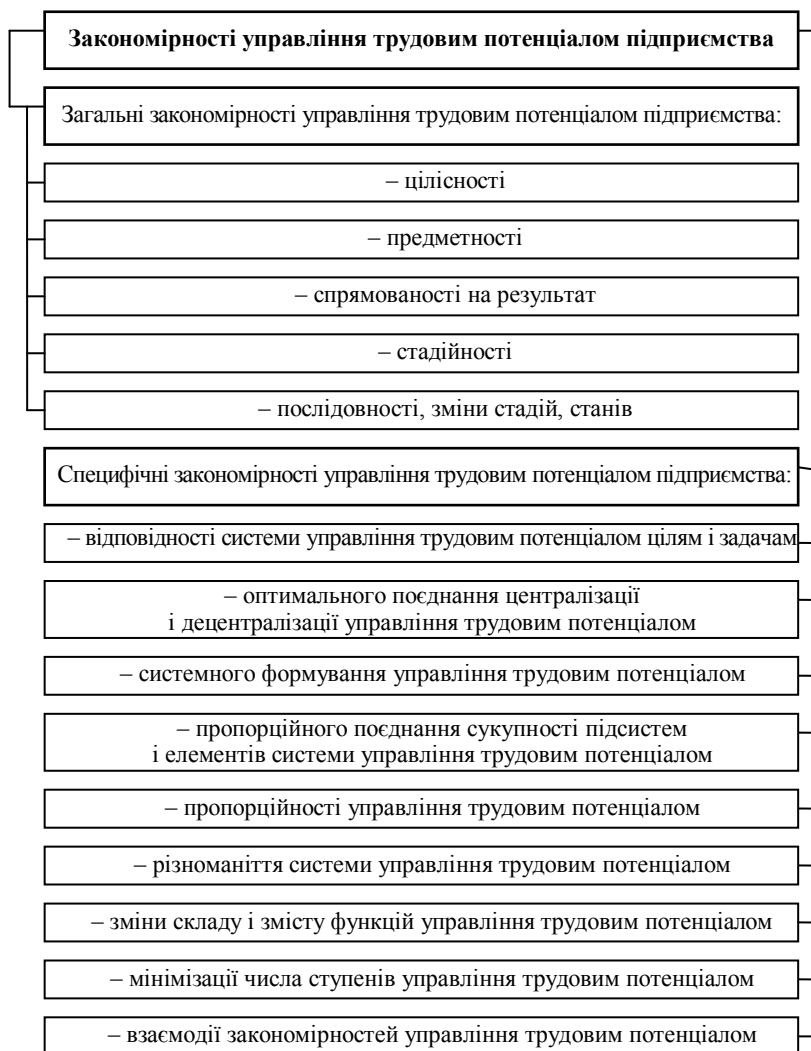 Закономірності управління трудовим потенціалом підприємства
Загальні закономірності управління трудовим потенціалом підприємства:
– цілісності
– предметності
– спрямованості на результат
– стадійності
– послідовності, зміни стадій, станів
Специфічні закономірності управління трудовим потенціалом підприємства:
– відповідності системи управління трудовим потенціалом цілям і задачам
– оптимального поєднання централізації
і децентралізації управління трудовим потенціалом
– системного формування управління трудовим потенціалом
– пропорційного поєднання сукупності підсистем
і елементів системи управління трудовим потенціалом
– пропорційності управління трудовим потенціалом
– різноманіття системи управління трудовим потенціалом
– зміни складу і змісту функцій управління трудовим потенціалом
– мінімізації числа ступенів управління трудовим потенціалом
– взаємодії закономірностей управління трудовим потенціалом